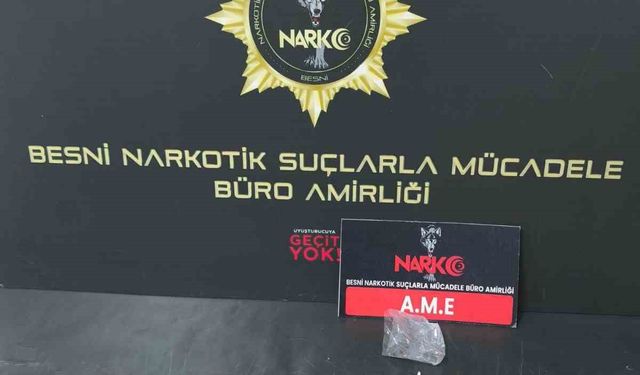 NARKO
BESNİ
BESNİ NARKOTİK SUÇLARLA MÜCADELE
BÜRO AMİRLİĞİ
UYUŞTURUCUYA
GEÇİT
YOK!
NARKO
BESNİ NARKOTİK SUÇLARLA MÜCADELE BÜRO AMİRLİĞİ
A.M.E